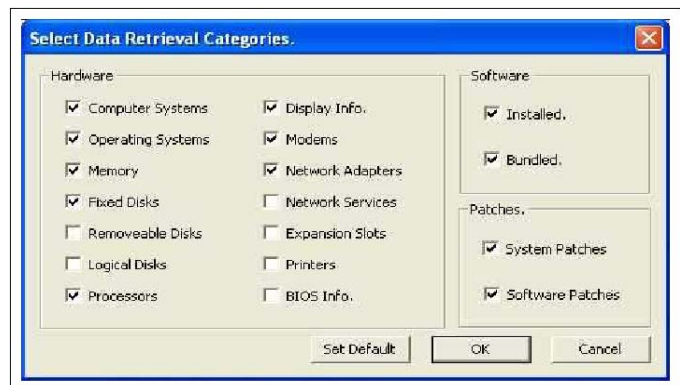 Select Data Retrieval Categories.
Hardware
Computer Systems
Operating Systems
Memory
Fixed Disks
Removeable Disks
Logical Disks
Processors
Display Info.
Modems
Network Adapters
Network Services
Expansion Slots
Printers
BIOS Info.
Software
Installed.
Bundled.
Patches.
System Patches
Software Patches
Set Default
OK
Cancel